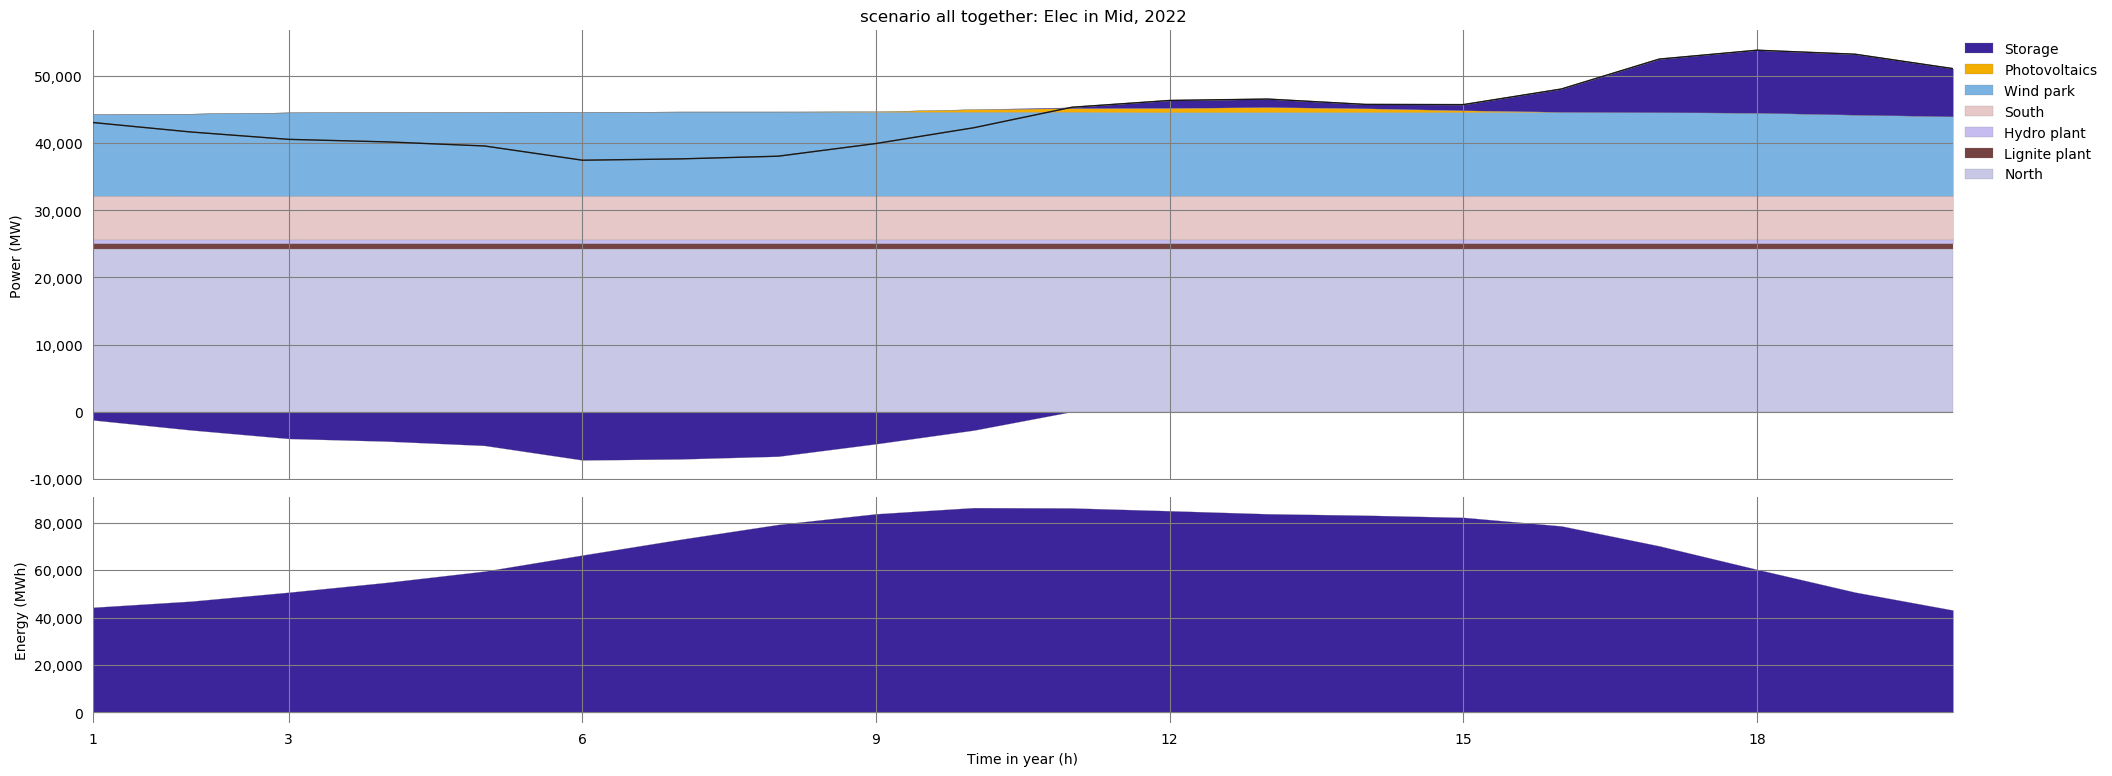 scenario all together: Elec in Mid, 2022
Storage
Photovoltaics
Wind park
South
Hydro plant
Lignite plant
North
Power (MW)
50,000
40,000
30,000
20,000
10,000
0
-10,000
Energy (MWh)
80,000
60,000
40,000
20,000
0
1 3 6 9 12 15 18
Time in year (h)